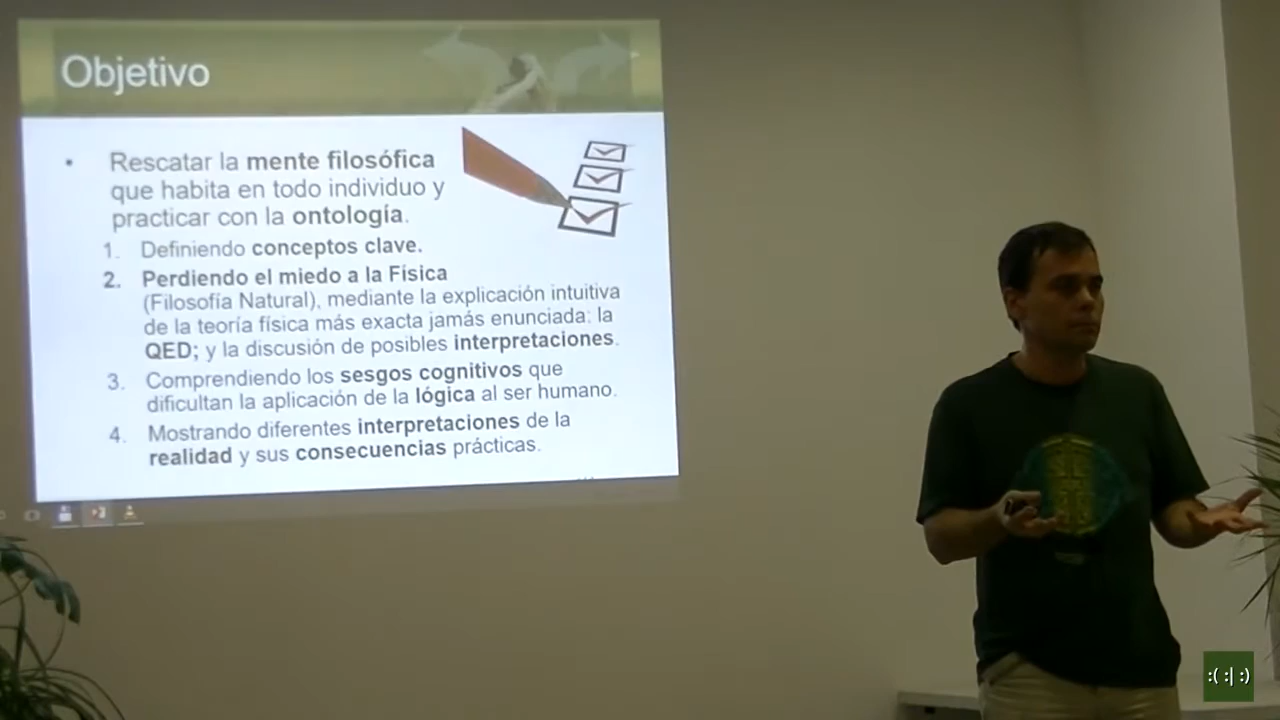 Objetivo
• Rescatar la mente filosófica
que habita en todo individuo y
practicar con la ontología.
1. Definiendo conceptos clave.
2. Perdiendo el miedo a la Física
(Filosofía Natural), mediante la explicación intuitiva
de la teoría física más exacta jamás enunciada: la
QED; y la discusión de posibles interpretaciones.
3. Comprendiendo los sesgos cognitivos que
dificultan la aplicación de la lógica al ser humano.
4. Mostrando diferentes interpretaciones de la
realidad y sus consecuencias prácticas.
:( :| :)